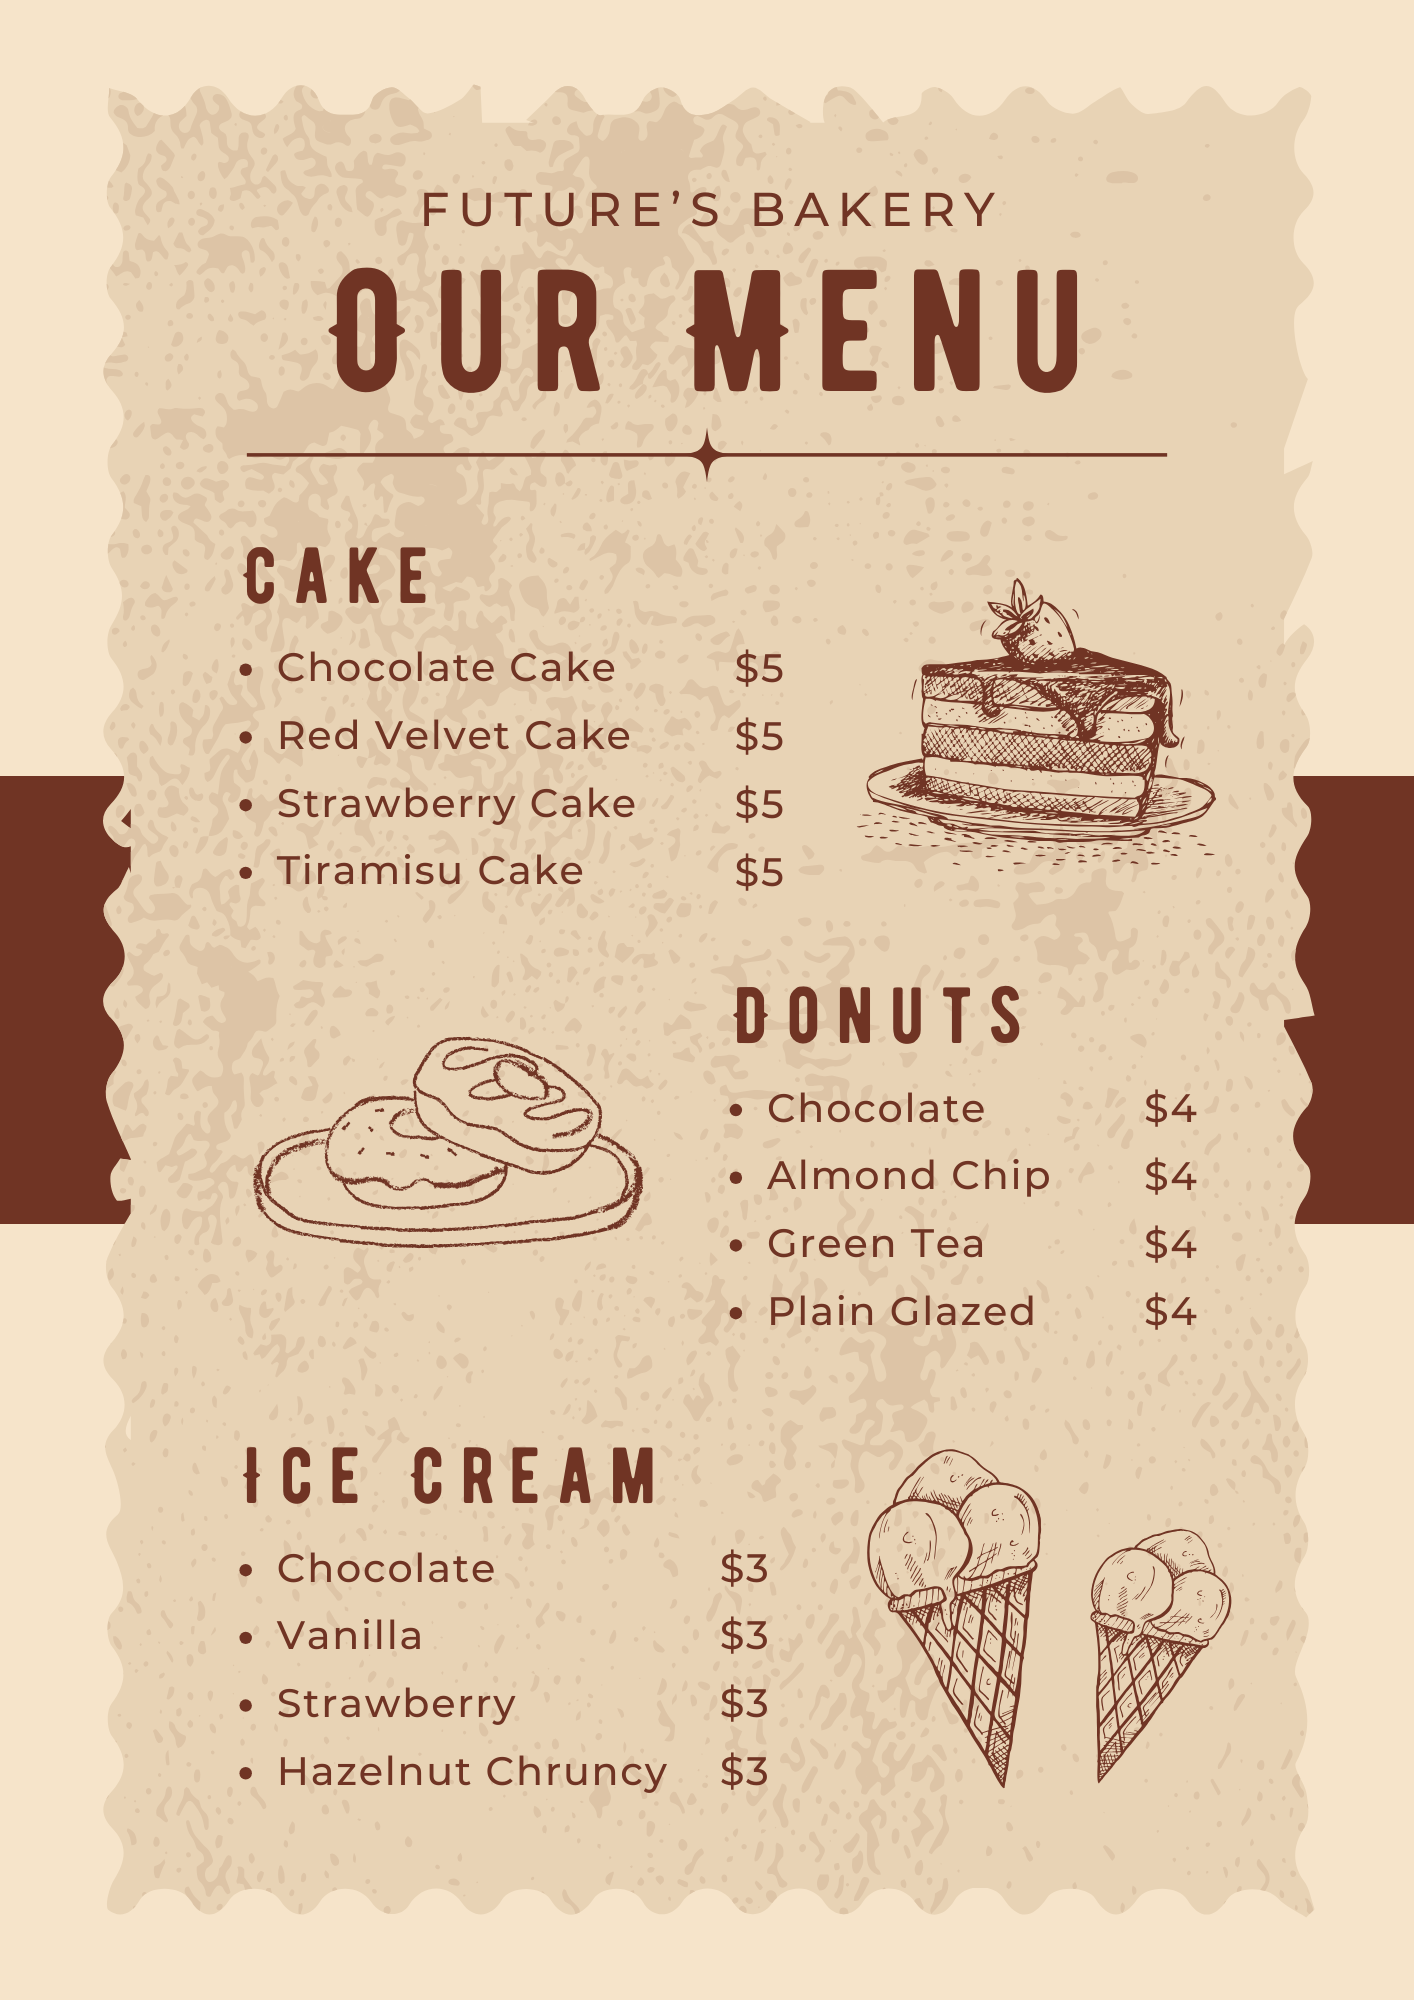 FUTURE’S BAKERY
OUR MENU
CAKE
• Chocolate Cake $5
• Red Velvet Cake $5
• Strawberry Cake $5
• Tiramisu Cake $5
DONUTS
• Chocolate $4
• Almond Chip $4
• Green Tea $4
• Plain Glazed $4
ICE CREAM
• Chocolate $3
• Vanilla $3
• Strawberry $3
• Hazelnut Chruncy $3